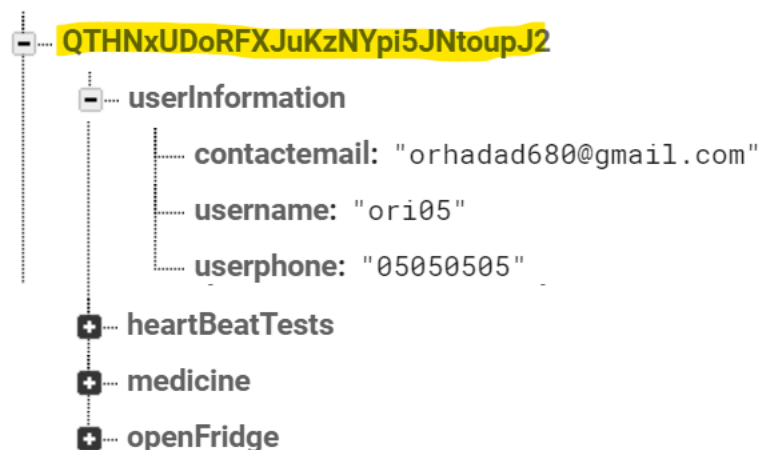 QTHNxUDoRFXJuKzNYpi5JNtoupJ2
userInformation
contactemail: "orhadad680@gmail.com"
username: "ori05"
userphone: "05050505"
heartBeatTests
medicine
openFridge